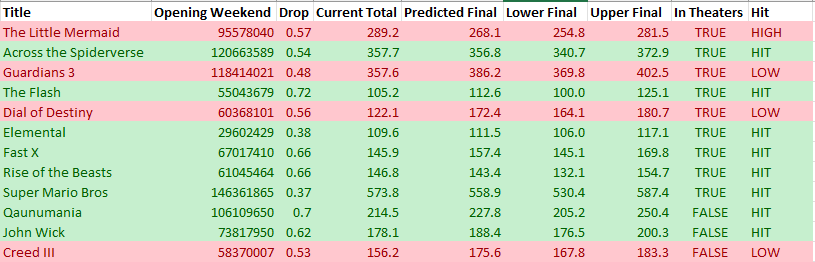 Title Opening Weekend Drop Current Total Predicted Final Lower Final Upper Final In Theaters Hit
The Little Mermaid 95578040 0.57 289.2 268.1 254.8 281.5 TRUE HIGH
Across the Spiderverse 120663589 0.54 357.7 356.8 340.7 372.9 TRUE HIT
Guardians 3 118414021 0.48 357.6 386.2 369.8 402.5 TRUE LOW
The Flash 55043679 0.72 105.2 112.6 100.0 125.1 TRUE HIT
Dial of Destiny 60368101 0.56 122.1 172.4 164.1 180.7 TRUE LOW
Elemental 29602429 0.38 109.6 111.5 106.0 117.1 TRUE HIT
Fast X 67017410 0.66 145.9 157.4 145.1 169.8 TRUE HIT
Rise of the Beasts 61045464 0.66 146.8 143.4 132.1 154.7 TRUE HIT
Super Mario Bros 146361865 0.37 573.8 558.9 530.4 587.4 TRUE HIT
Qaunumania 106109650 0.7 214.5 227.8 205.2 250.4 FALSE HIT
John Wick 73817950 0.62 178.1 188.4 176.5 200.3 FALSE HIT
Creed III 58370007 0.53 156.2 175.6 167.8 183.3 FALSE LOW